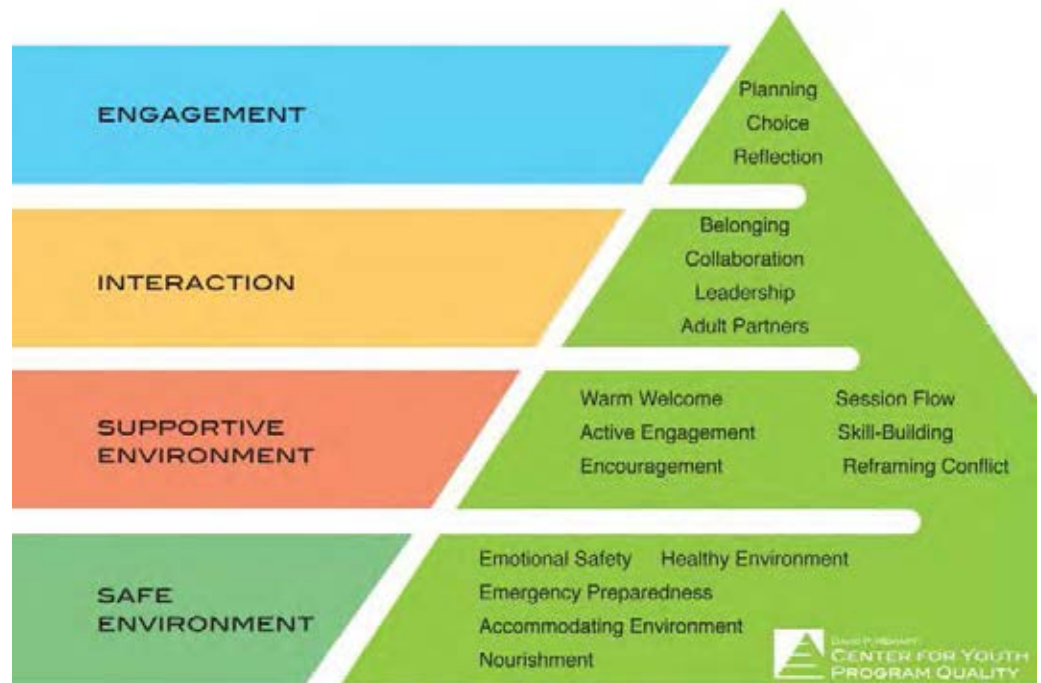 ENGAGEMENT
Planning
Choice
Reflection
INTERACTION
Belonging
Collaboration
Leadership
Adult Partners
SUPPORTIVE
ENVIRONMENT
Warm Welcome
Active Engagement
Encouragement
Session Flow
Skill-Building
Reframing Conflict
SAFE
ENVIRONMENT
Emotional Safety Healthy Environment
Emergency Preparedness
Accommodating Environment
Nourishment
CENTER FOR YOUTH
PROGRAM QUALITY